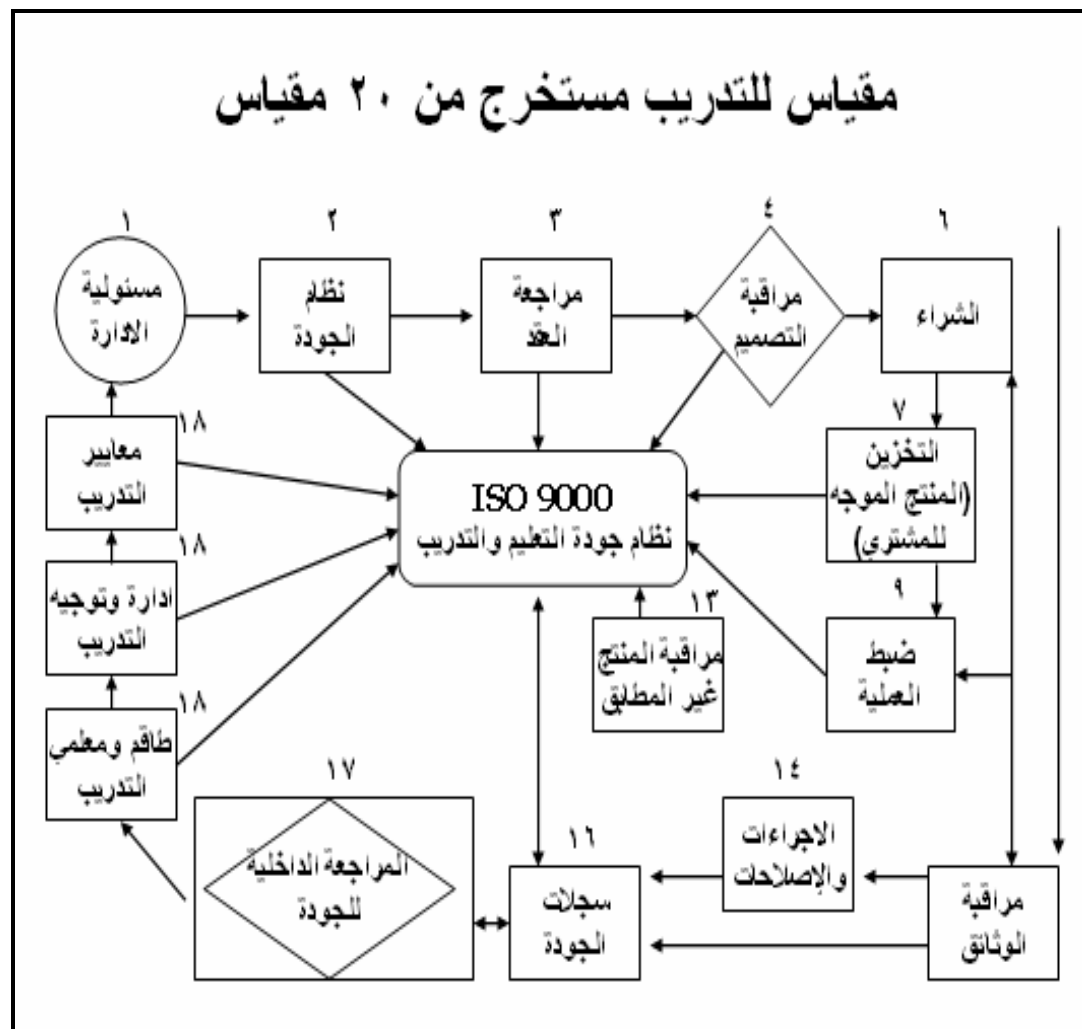 مقياس للتدريب مستخرج من ٢٠ مقياس
١
مسئولية
الادارة
٢
نظام
الجودة
٣
مراجعة
العقد
٤
مراقبة
التصميم
٦
الشراء
٧
التخزين
(المنتج الموجه
للمشتري)
٩
ضبط
العملية
ISO 9000
نظام جودة التعليم والتدريب
١٣
مراقبة المنتج
غير المطابق
١٨
معايير
التدريب
١٨
ادارة وتوجيه
التدريب
١٨
طاقم ومعلمي
التدريب
١٧
المراجعة الداخلية
للجودة
١٦
سجلات
الجودة
١٤
الاجراءات
والإصلاحات
مراقبة
الوثائق